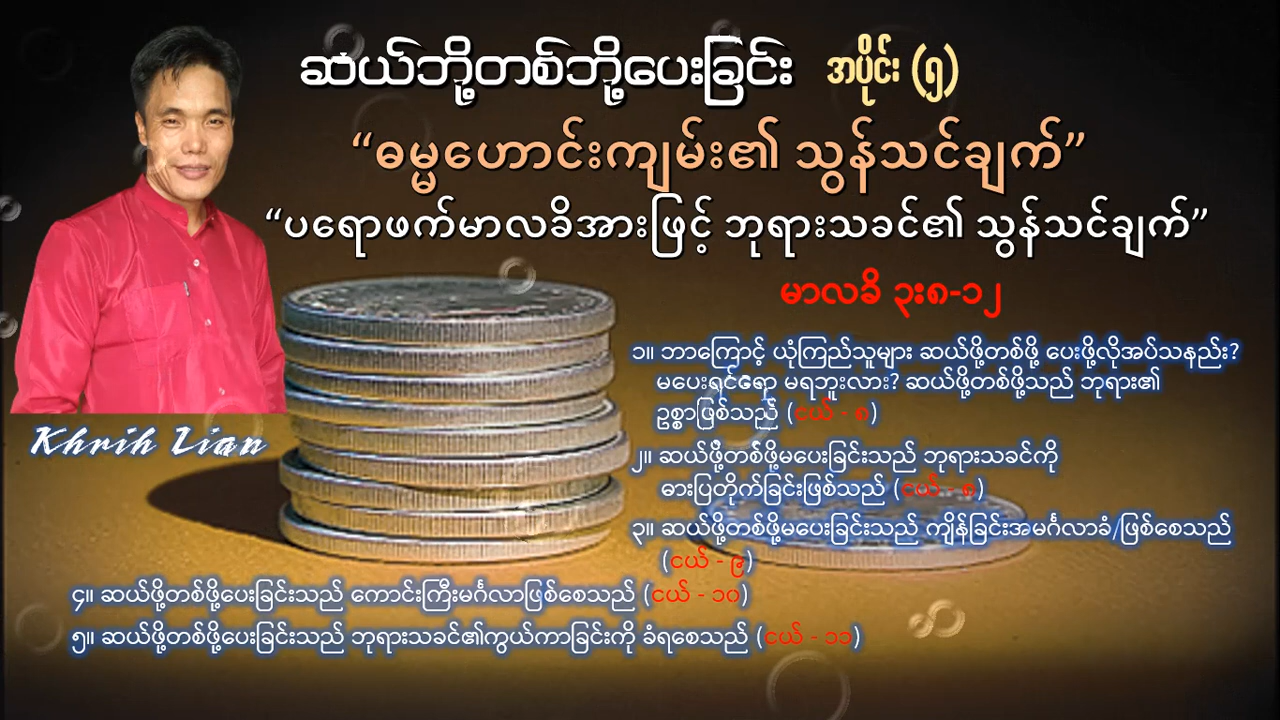 ဆယ်ဘို့တစ်ဘို့ပေးခြင်း အပိုင်း (၅)
“ဓမ္မဟောင်းကျမ်း၏ သွန်သင်ချက်”
“ပရောဖက်မာလခိအားဖြင့် ဘုရားသခင်၏ သွန်သင်ချက်”
မာလခိ ၃း၈-၁၂
Khrih Lian
၁။ ဘာကြောင့် ယုံကြည်သူများ ဆယ်ဖို့တစ်ဖို့ ပေးဖို့လိုအပ်သနည်း?
မပေးရင်ရော မရဘူးလား? ဆယ်ဖို့တစ်ဖို့သည် ဘုရား၏
ဥစ္စာဖြစ်သည် (ငယ် - ၈)
၂။ ဆယ်ဖို့တစ်ဖို့မပေးခြင်းသည် ဘုရားသခင်ကို
ဓားပြတိုက်ခြင်းဖြစ်သည် (ငယ် - ၈)
၃။ ဆယ်ဖို့တစ်ဖို့မပေးခြင်းသည် ကျိန်ခြင်းအမင်္ဂလာခံ/ဖြစ်စေသည်
(ငယ် - ၉)
၄။ ဆယ်ဖို့တစ်ဖို့ပေးခြင်းသည် ကောင်းကြီးမင်္ဂလာဖြစ်စေသည် (ငယ် - ၁၀)
၅။ ဆယ်ဖို့တစ်ဖို့ပေးခြင်းသည် ဘုရားသခင်၏ကွယ်ကာခြင်းကို ခံရစေသည် (ငယ် - ၁၁)